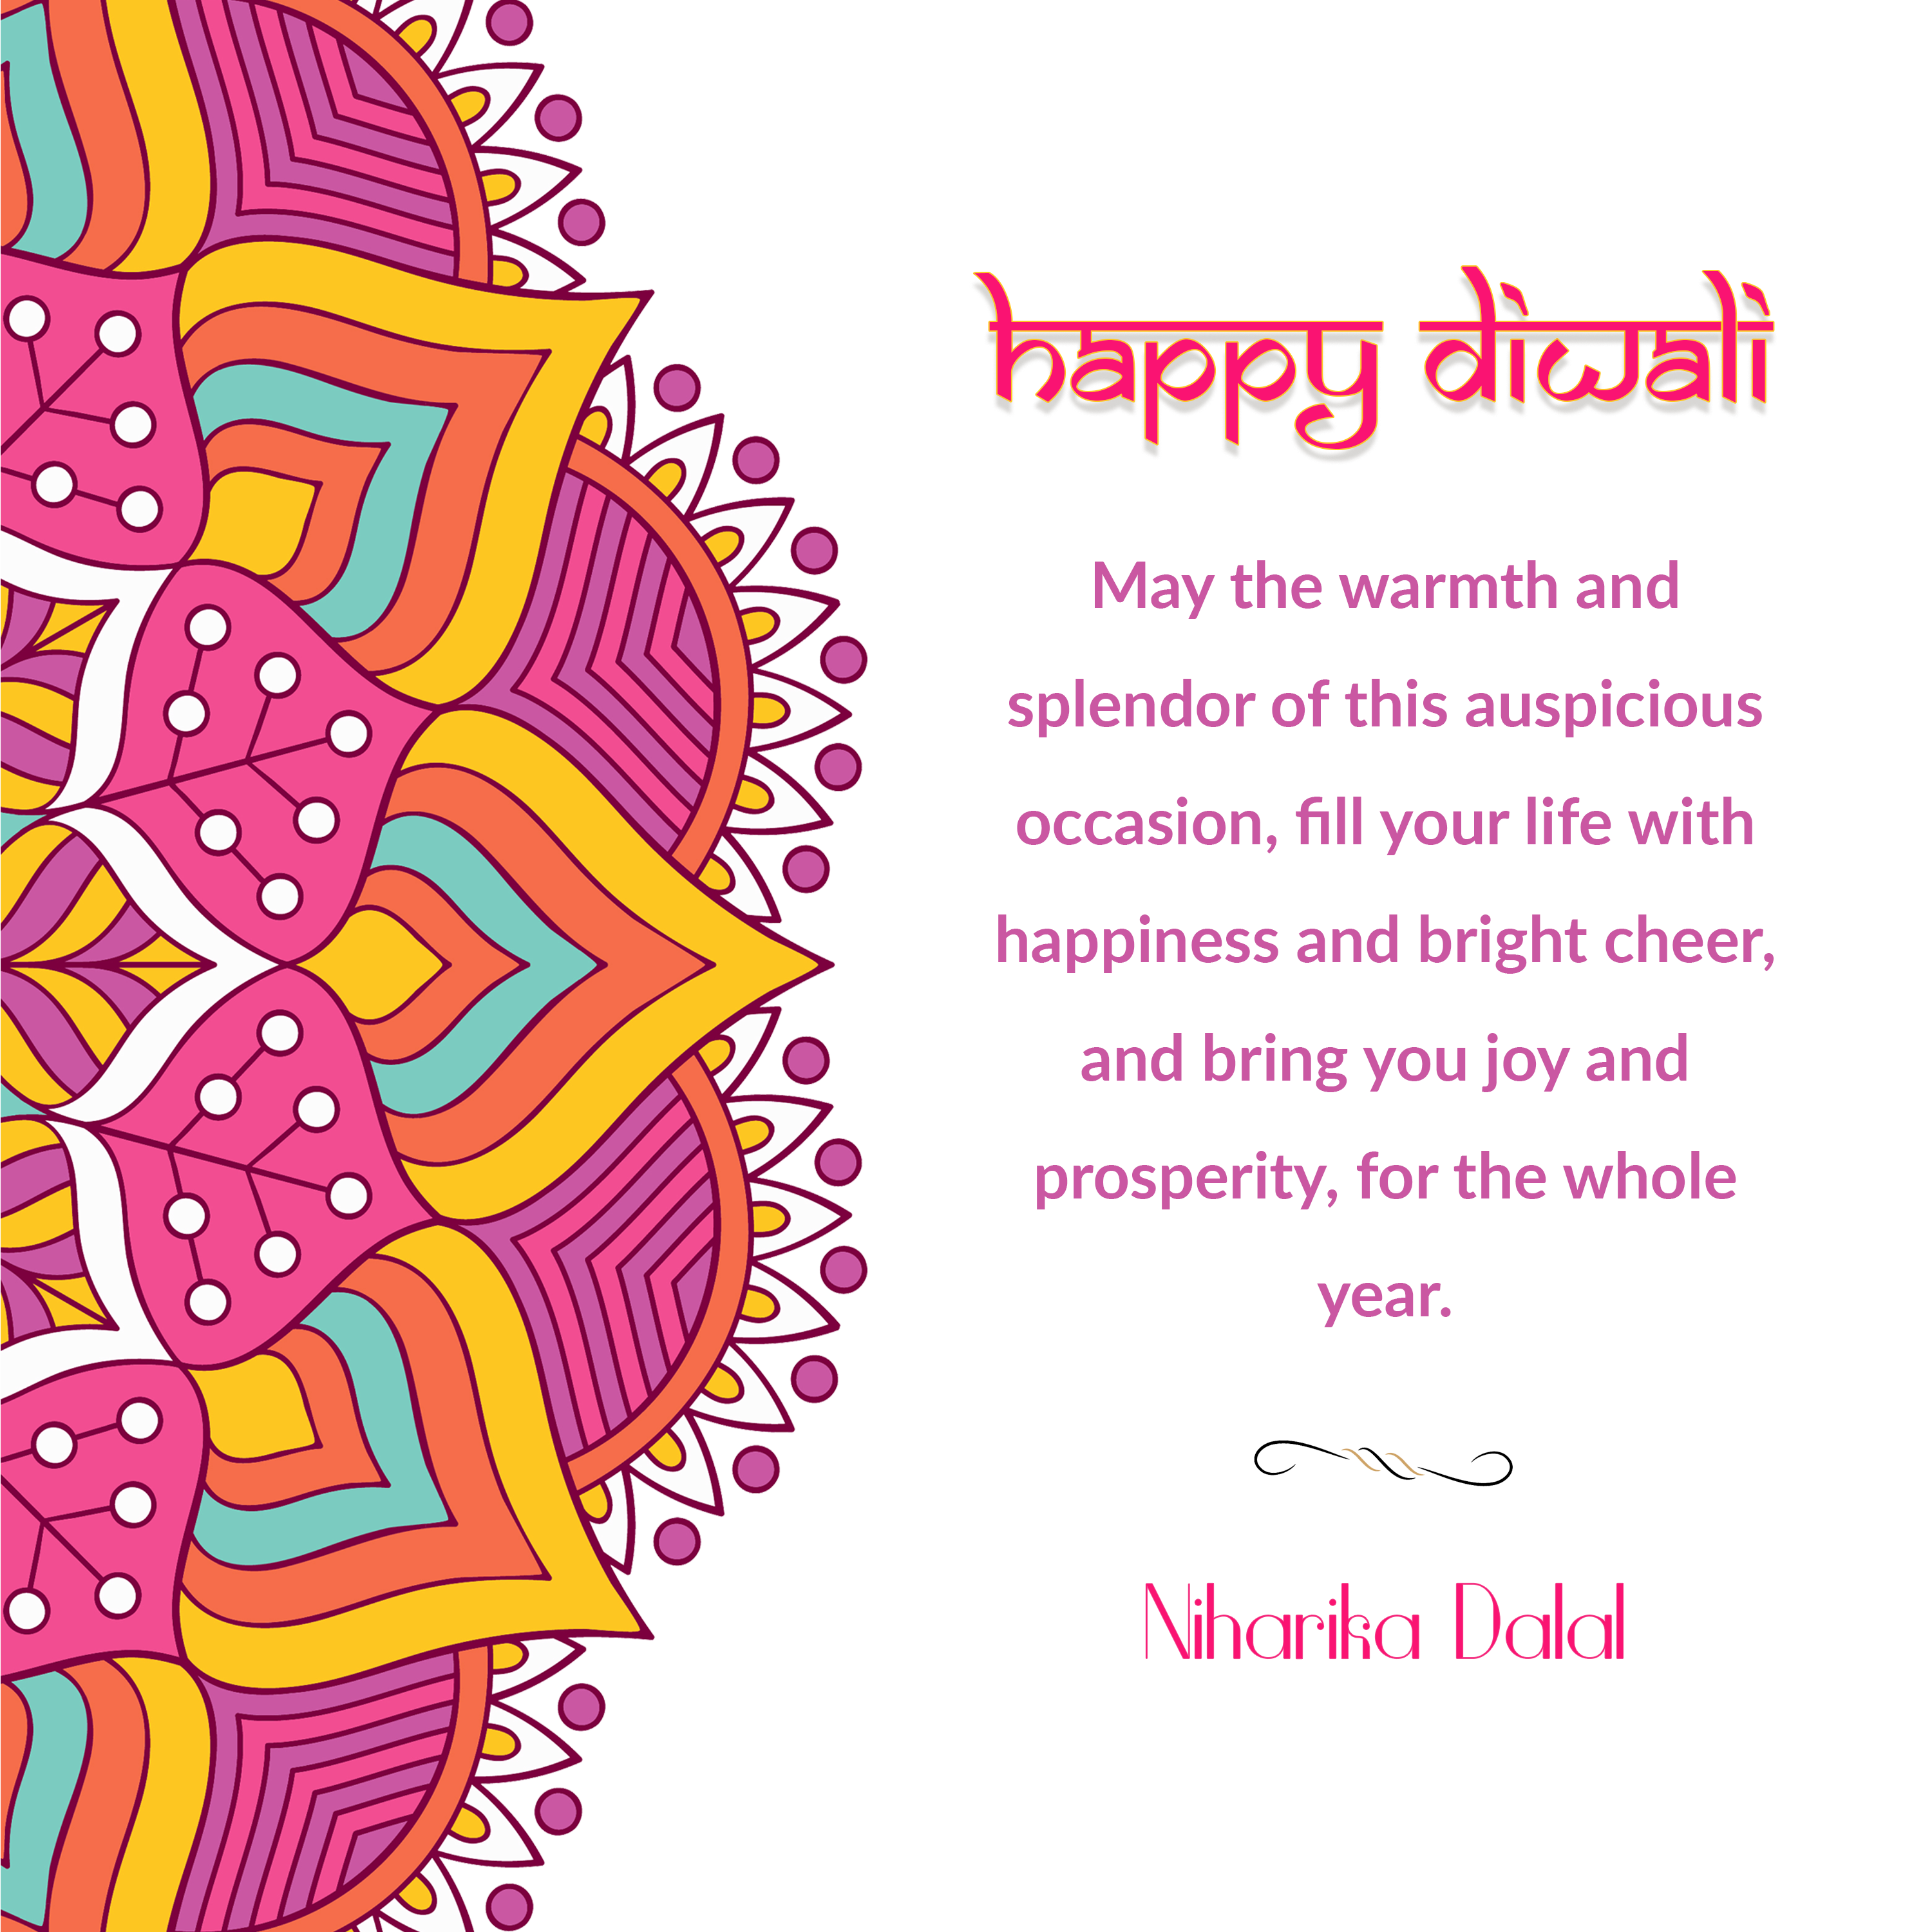 happy diwali
May the warmth and
splendor of this auspicious
occasion, fill your life with
happiness and bright cheer,
and bring you joy and
prosperity, for the whole
year.
Niharika Dalal